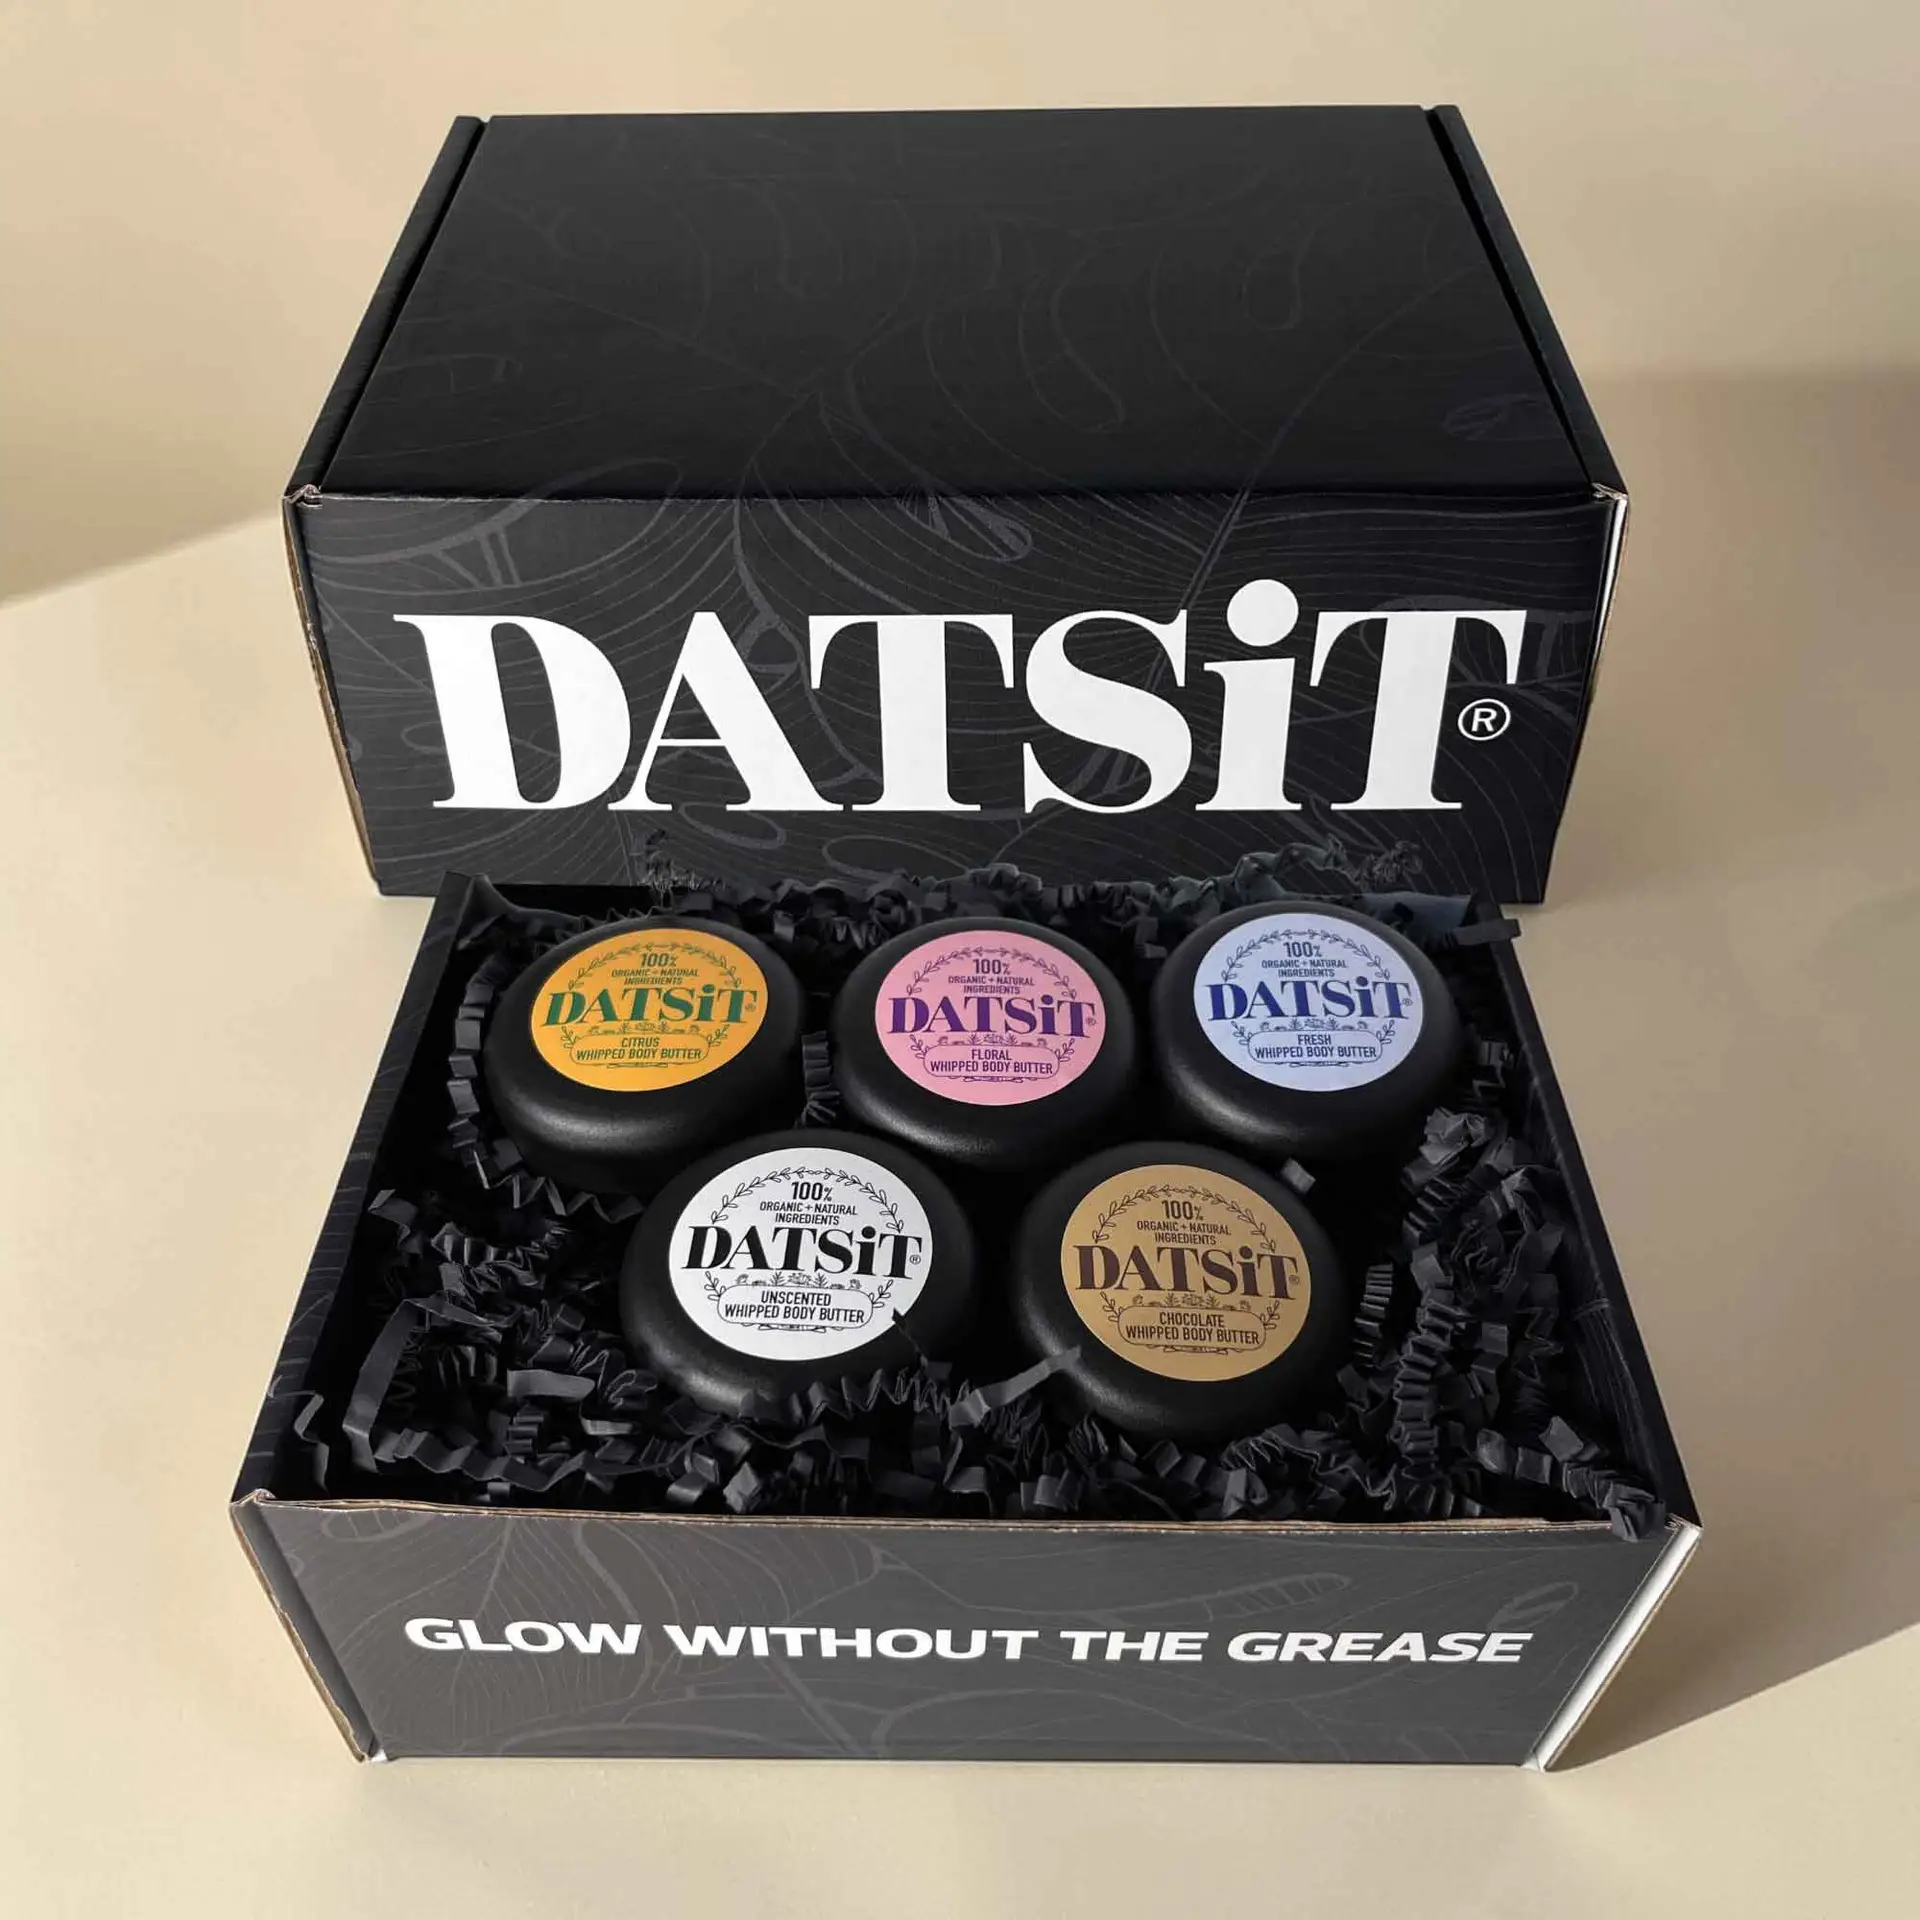 DATSiT®
100%
ORGANIC + NATURAL
INGREDIENTS
DATSiT®
CITRUS
WHIPPED BODY BUTTER
100%
ORGANIC + NATURAL
INGREDIENTS
DATSiT®
FLORAL
WHIPPED BODY BUTTER
100%
ORGANIC + NATURAL
INGREDIENTS
DATSiT®
FRESH
WHIPPED BODY BUTTER
100%
ORGANIC + NATURAL
INGREDIENTS
DATSiT®
UNSCENTED
WHIPPED BODY BUTTER
100%
ORGANIC + NATURAL
INGREDIENTS
DATSiT®
CHOCOLATE
WHIPPED BODY BUTTER
GLOW WITHOUT THE GREASE